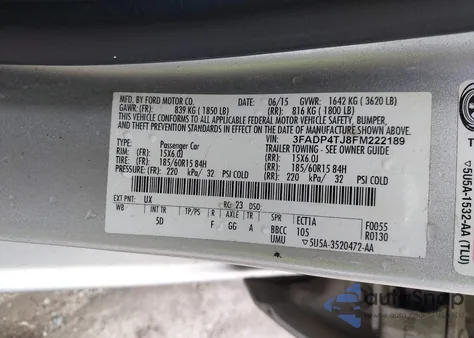 MFD. BY FORD MOTOR CO. 06/15 GVWR: 1642 KG (3620 LB)
GAWR: (FR): 839 KG (1850 LB) (RR): 816 KG (1800 LB)
THIS VEHICLE CONFORMS TO ALL APPLICABLE FEDERAL MOTOR VEHICLE SAFETY, BUMPER,
AND THEFT PREVENTION STANDARDS IN EFFECT ON THE DATE OF MANUFACTURE SHOWN ABOVE.
VIN: 3FADP4TJ8FM222189
TYPE: Passenger Car TRAILER TOWING - SEE OWNER GUIDE
RIM: (FR): 15X6.0J (RR): 15X6.0J
TIRES: (FR): 185/60R15 84H (RR): 185/60R15 84H
PRESSURE: (FR): 220 kPa/ 32 PSI COLD (RR): 220 kPa/ 32 PSI COLD
EXT PNT: UX RC: 23 DSO:
WB INT TR TP/PS R AXLE TR SPR ECT1A F0055
5D F GG A BBCC 105 R0130
UMU ▽5U5A-3520472-AA
5U5A-1532-AA (TLU)
autosnap